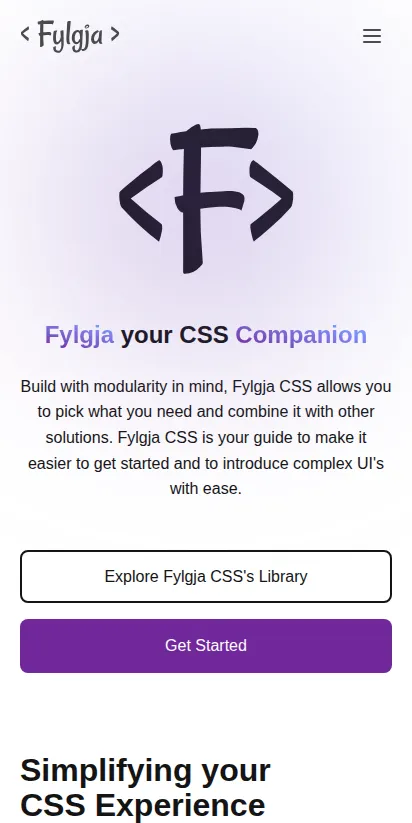 < Fylgja >
<F>
Fylgja your CSS Companion
Build with modularity in mind, Fylgja CSS allows you
to pick what you need and combine it with other
solutions. Fylgja CSS is your guide to make it
easier to get started and to introduce complex UI's
with ease.
Explore Fylgja CSS's Library
Get Started
Simplifying your
CSS Experience